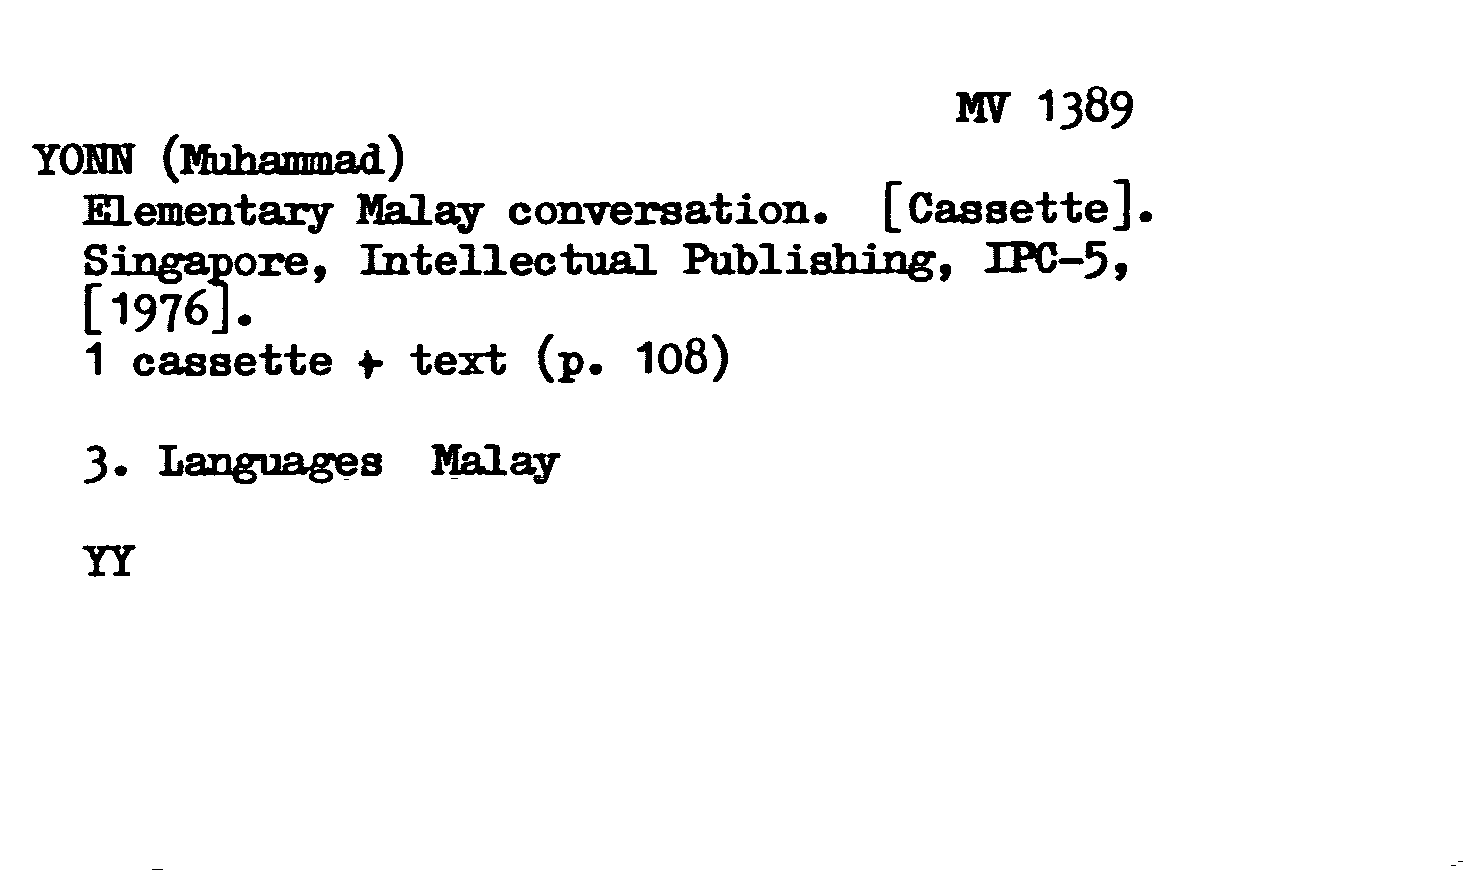 MV 1389
YONN (Muhammad)
Elementary Malay conversation. [Cassette].
Singapore, Intellectual Publishing, IPC-5,
[1976].
1 cassette + text (p. 108)
3. Languages Malay
YY